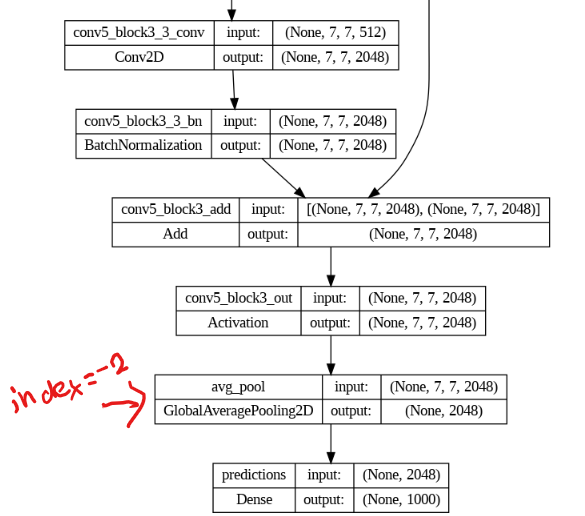 conv5_block3_3_conv input: (None, 7, 7, 512)
Conv2D output: (None, 7, 7, 2048)
conv5_block3_3_bn input: (None, 7, 7, 2048)
BatchNormalization output: (None, 7, 7, 2048)
conv5_block3_add input: [(None, 7, 7, 2048), (None, 7, 7, 2048)]
Add output: (None, 7, 7, 2048)
conv5_block3_out input: (None, 7, 7, 2048)
Activation output: (None, 7, 7, 2048)
index=-2
avg_pool input: (None, 7, 7, 2048)
GlobalAveragePooling2D output: (None, 2048)
predictions input: (None, 2048)
Dense output: (None, 1000)